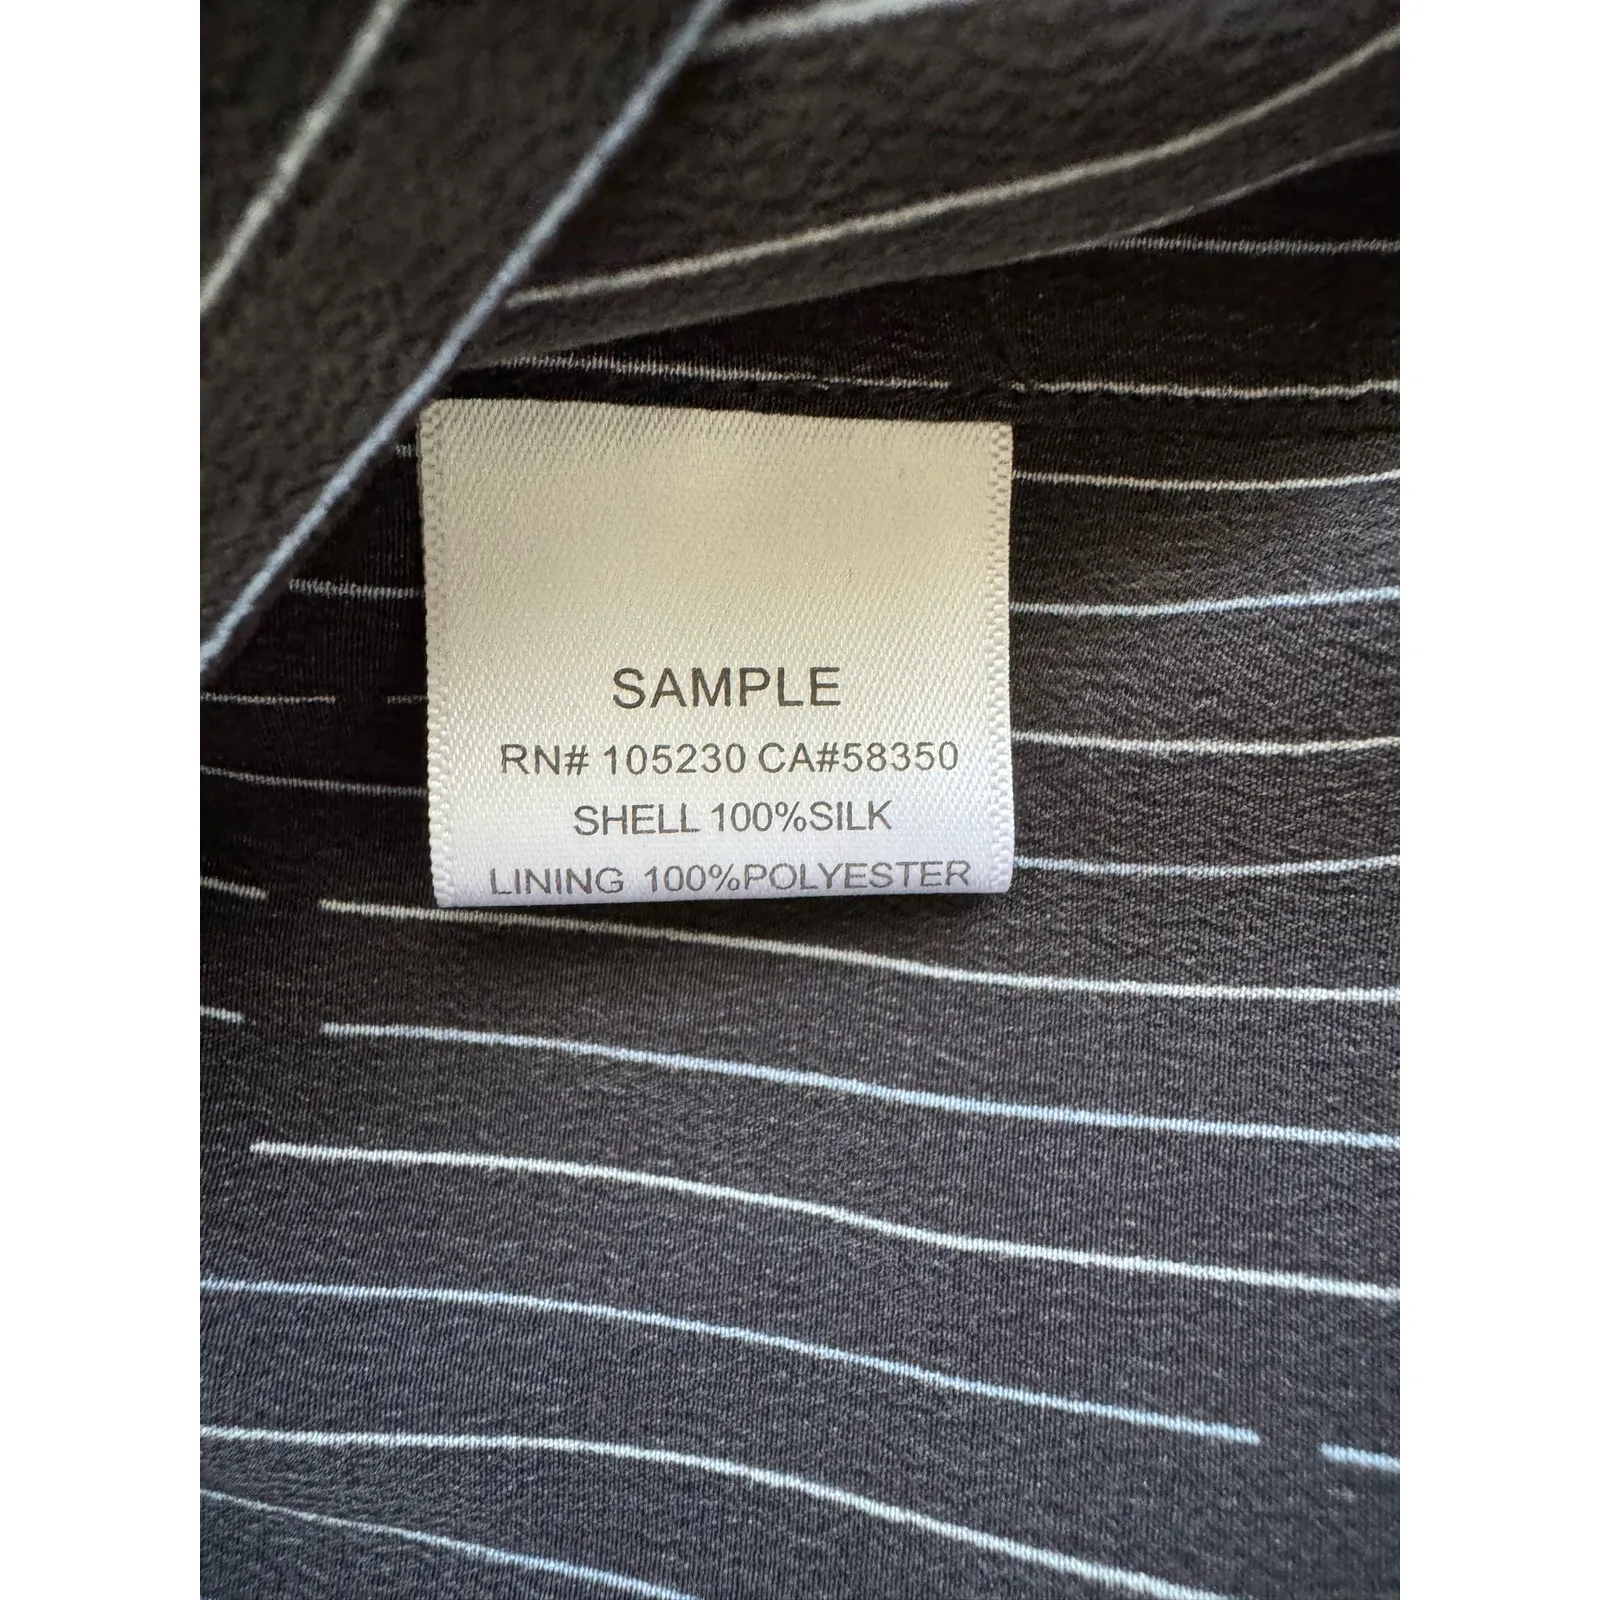 SAMPLE
RN# 105230 CA#58350
SHELL 100%SILK
LINING 100%POLYESTER